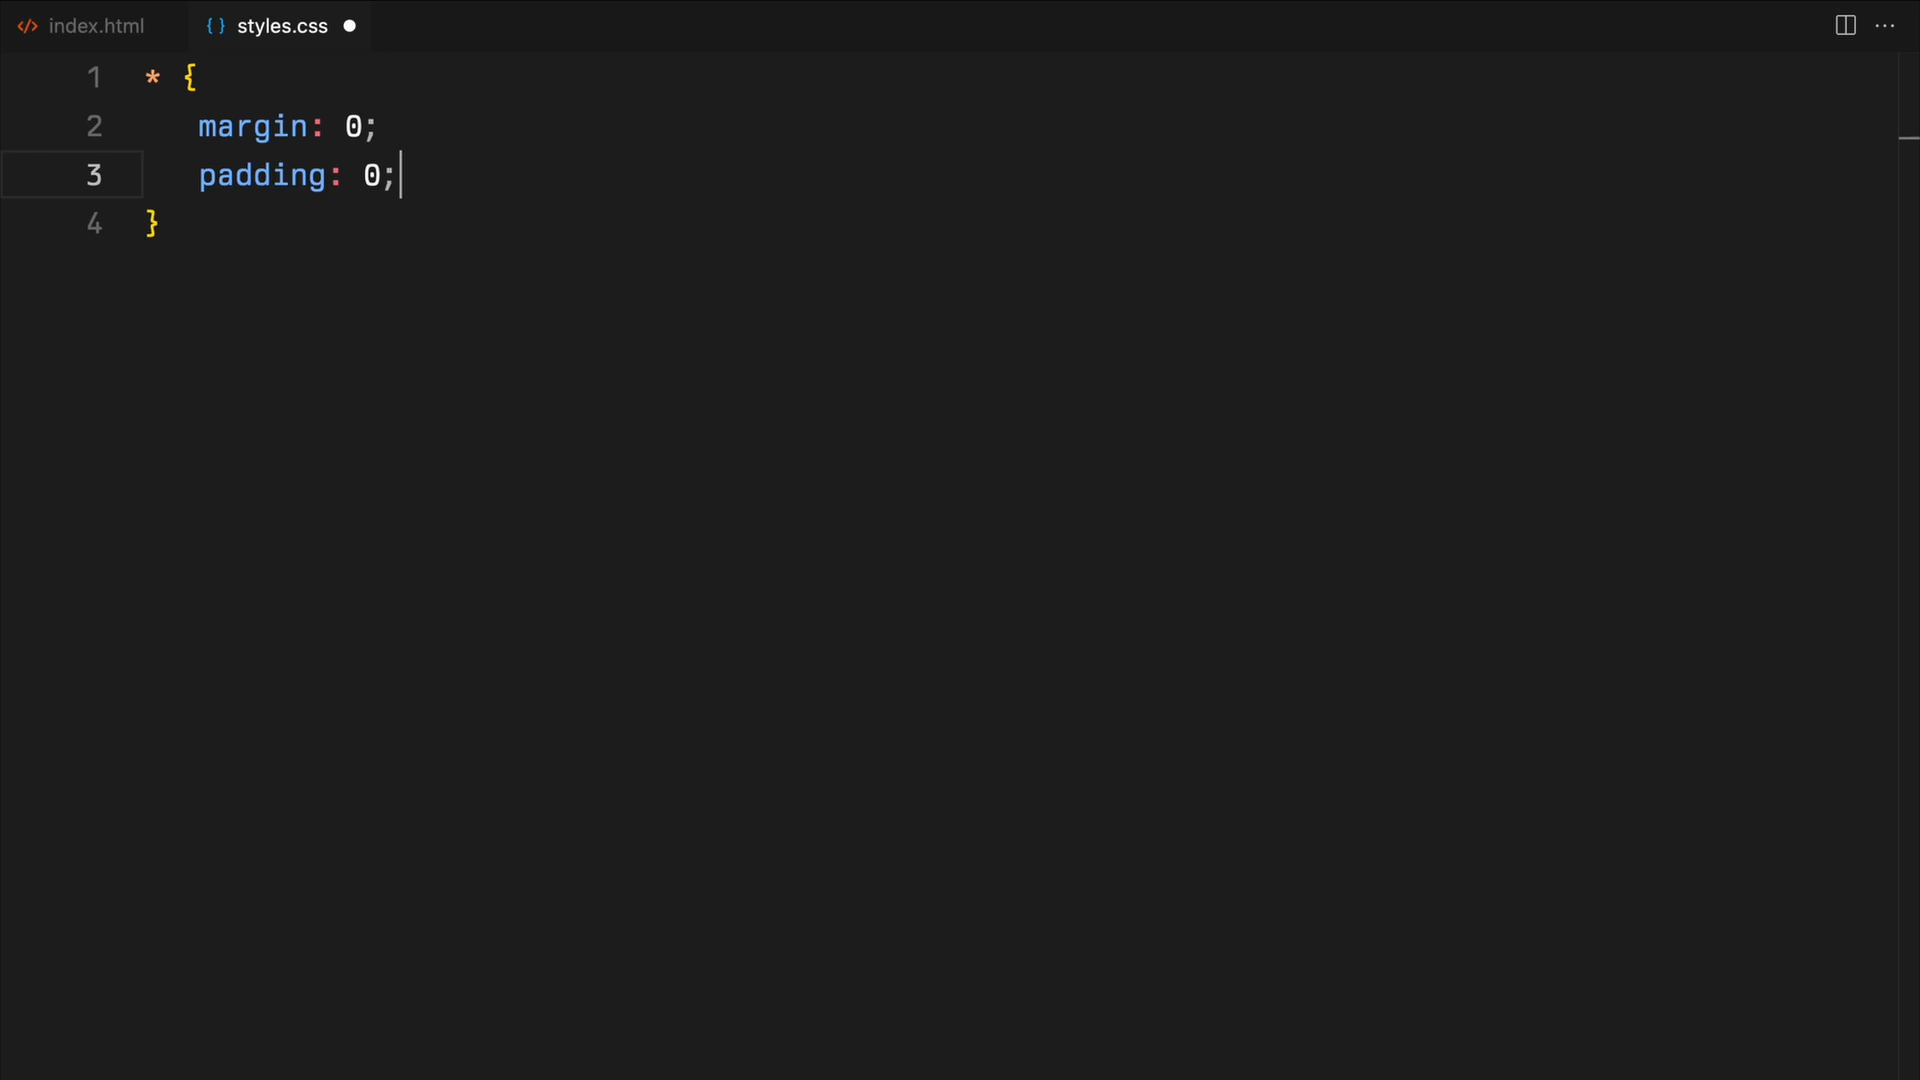 index.html styles.css
1 * {
2 margin: 0;
3 padding: 0;
4 }